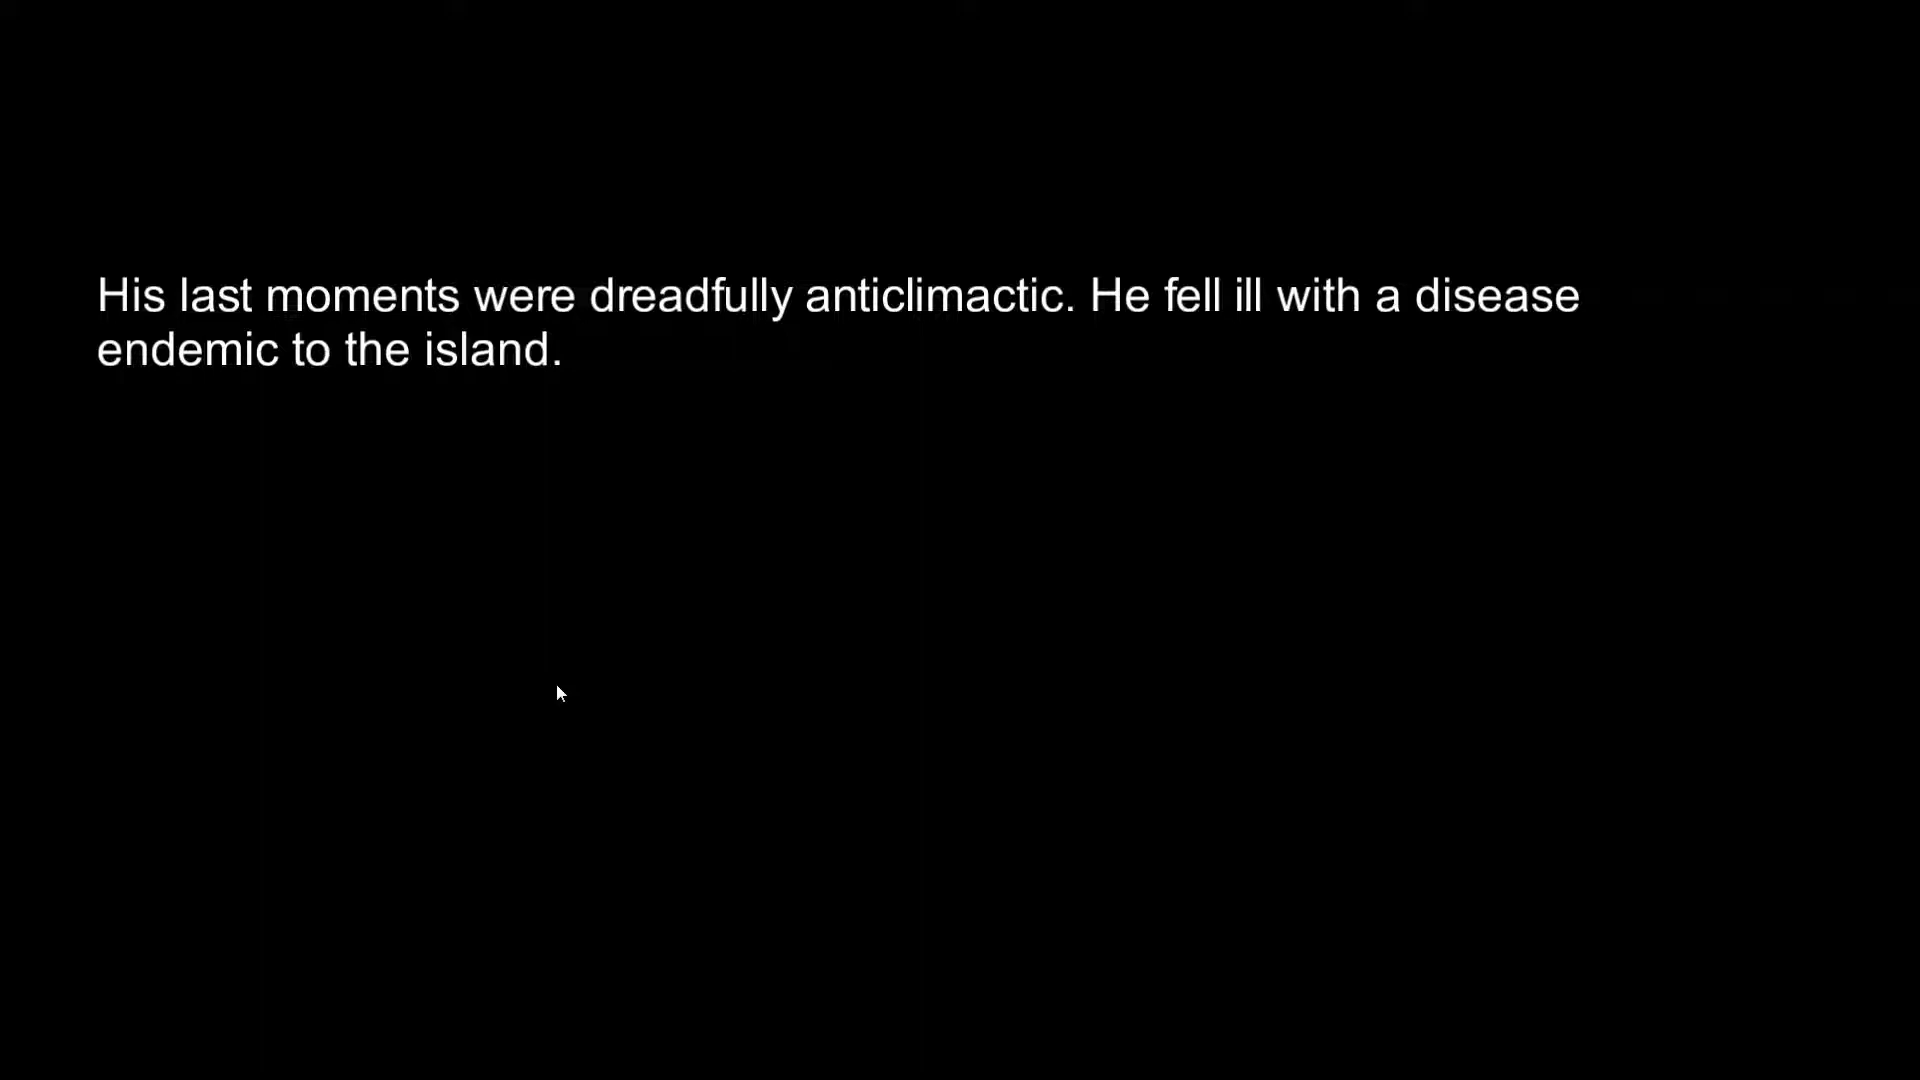 His last moments were dreadfully anticlimactic. He fell ill with a disease
endemic to the island.